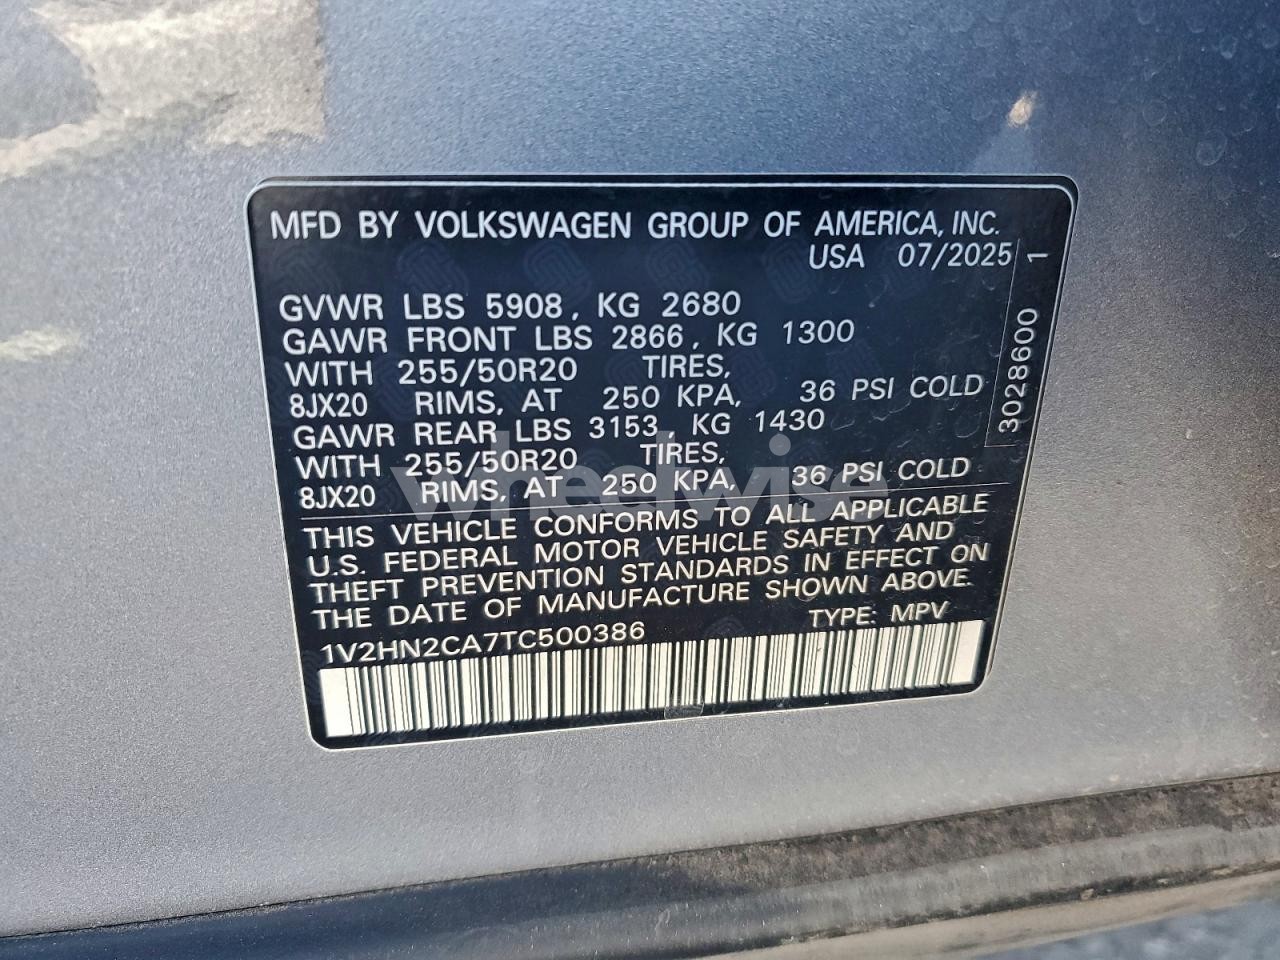 MFD BY VOLKSWAGEN GROUP OF AMERICA, INC.
USA 07/2025
GVWR LBS 5908, KG 2680
GAWR FRONT LBS 2866, KG 1300
WITH 255/50R20 TIRES,
8JX20 RIMS, AT 250 KPA, 36 PSI COLD
GAWR REAR LBS 3153, KG 1430
WITH 255/50R20 TIRES,
8JX20 RIMS, AT 250 KPA, 36 PSI COLD
3028600 1
THIS VEHICLE CONFORMS TO ALL APPLICABLE
U.S. FEDERAL MOTOR VEHICLE SAFETY AND
THEFT PREVENTION STANDARDS IN EFFECT ON
THE DATE OF MANUFACTURE SHOWN ABOVE.
TYPE: MPV
1V2HN2CA7TC500386
wheelwise